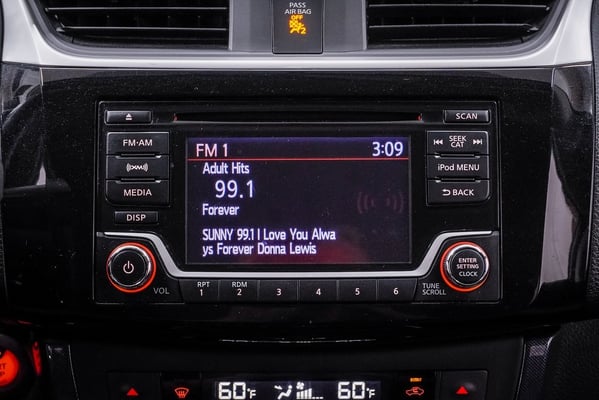 PASS
AIR BAG
OFF
2
SCAN
FM·AM
SEEK
CAT
iPod MENU
MEDIA
BACK
DISP
FM 1 3:09
Adult Hits
99.1
Forever
SUNNY 99.1 I Love You Alwa
ys Forever Donna Lewis
ENTER
SETTING
CLOCK
VOL
RPT
1
RDM
2
3
4
5
6
TUNE
SCROLL
60°F
60°F